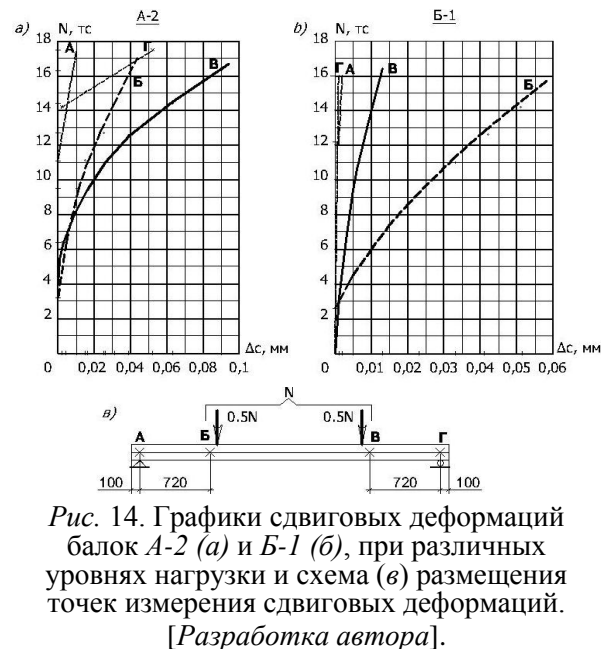 а) N, тс А-2
18
16
14
12
10
8
6
4
2
0 0,02 0,04 0,06 0,08 0,1
Δc, мм
А Г Б В
b) N, тс Б-1
18
16
14
12
10
8
6
4
2
0 0,01 0,02 0,03 0,04 0,05 0,06
Δc, мм
Г А В Б
в) N
0.5N 0.5N
А Б В Г
100 720 720 100
Рис. 14. Графики сдвиговых деформаций
балок А-2 (а) и Б-1 (б), при различных
уровнях нагрузки и схема (в) размещения
точек измерения сдвиговых деформаций.
[Разработка автора].